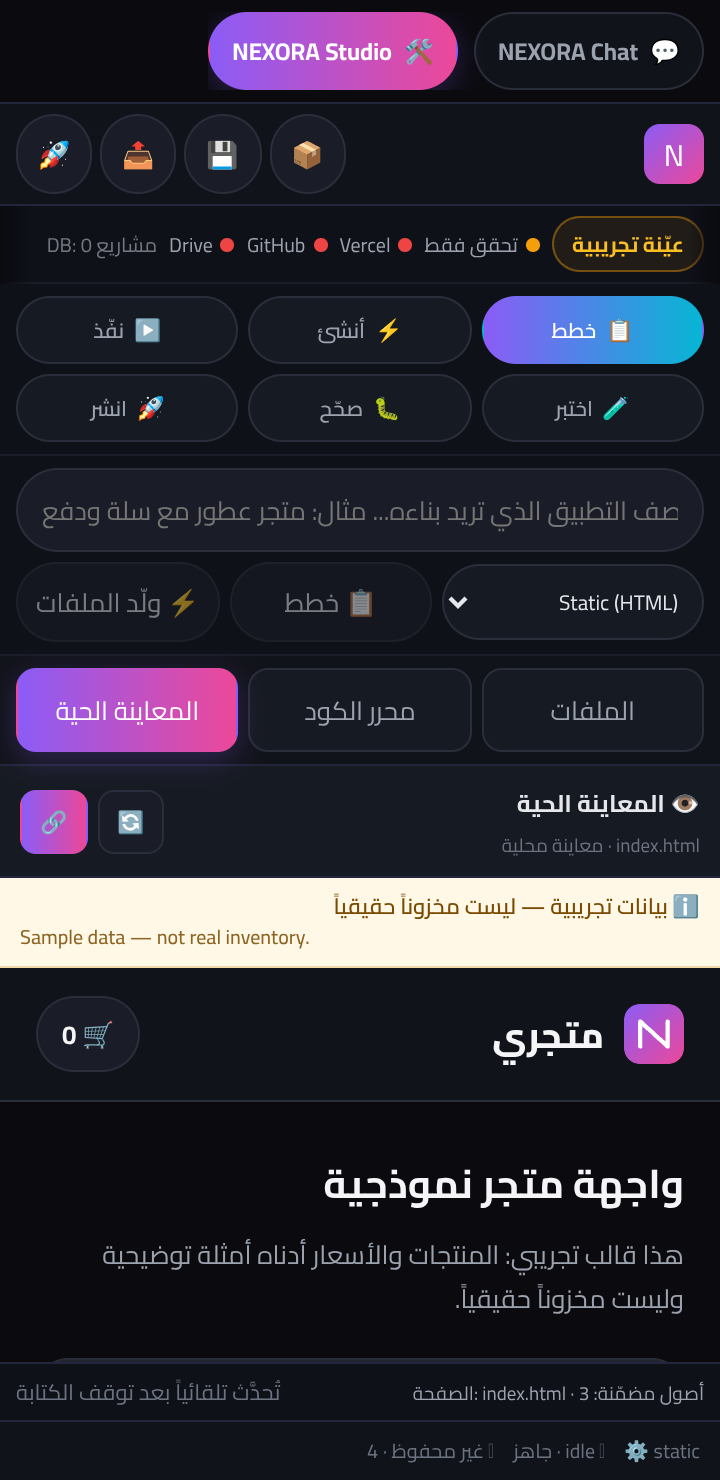 💬 NEXORA Chat
🛠️ NEXORA Studio
N
📦 💾 📤 🚀
عيّنة تجريبية
تحقق فقط Vercel GitHub Drive مشاريع DB: 0
📋 خطط
⚡ أنشئ
▶️ نفّذ
🧪 اختبر
🐛 صحّح
🚀 انشر
صف التطبيق الذي تريد بناءه... مثال: متجر عطور مع سلة ودفع
Static (HTML)
📋 خطط
⚡ ولّد الملفات
الملفات
محرر الكود
المعاينة الحية
👁️ المعاينة الحية
index.html · معاينة محلية
🔄 🔗
ℹ️ بيانات تجريبية — ليست مخزوناً حقيقياً
Sample data — not real inventory.
N متجري
🛒 0
واجهة متجر نموذجية
هذا قالب تجريبي: المنتجات والأسعار أدناه أمثلة توضيحية
وليست مخزوناً حقيقياً.
أصول مضمّنة: 3 · index.html :الصفحة
تُحدَّث تلقائياً بعد توقف الكتابة
⚙️ static
جاهز · idle
غير محفوظ · 4